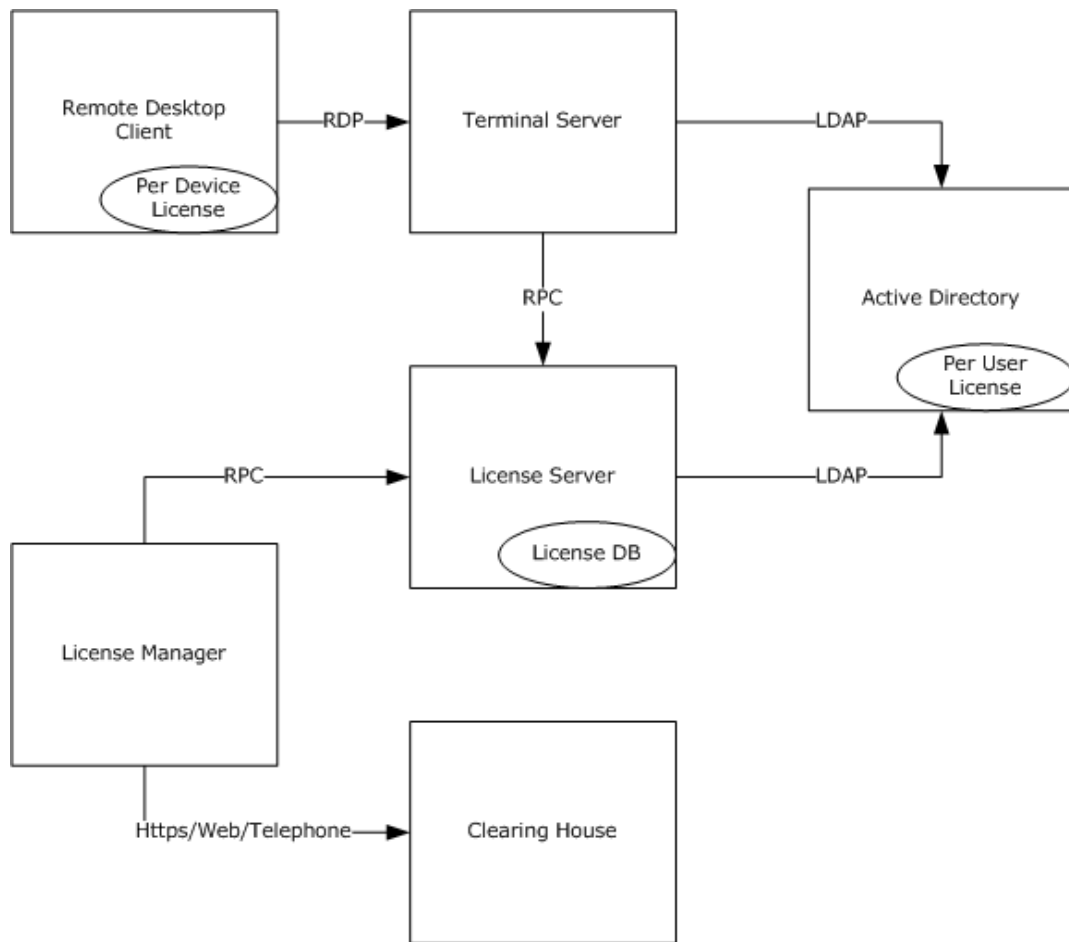 Remote Desktop
Client
Per Device
License
RDP
Terminal Server
LDAP
RPC
Active Directory
Per User
License
RPC
License Server
License DB
LDAP
License Manager
Https/Web/Telephone
Clearing House